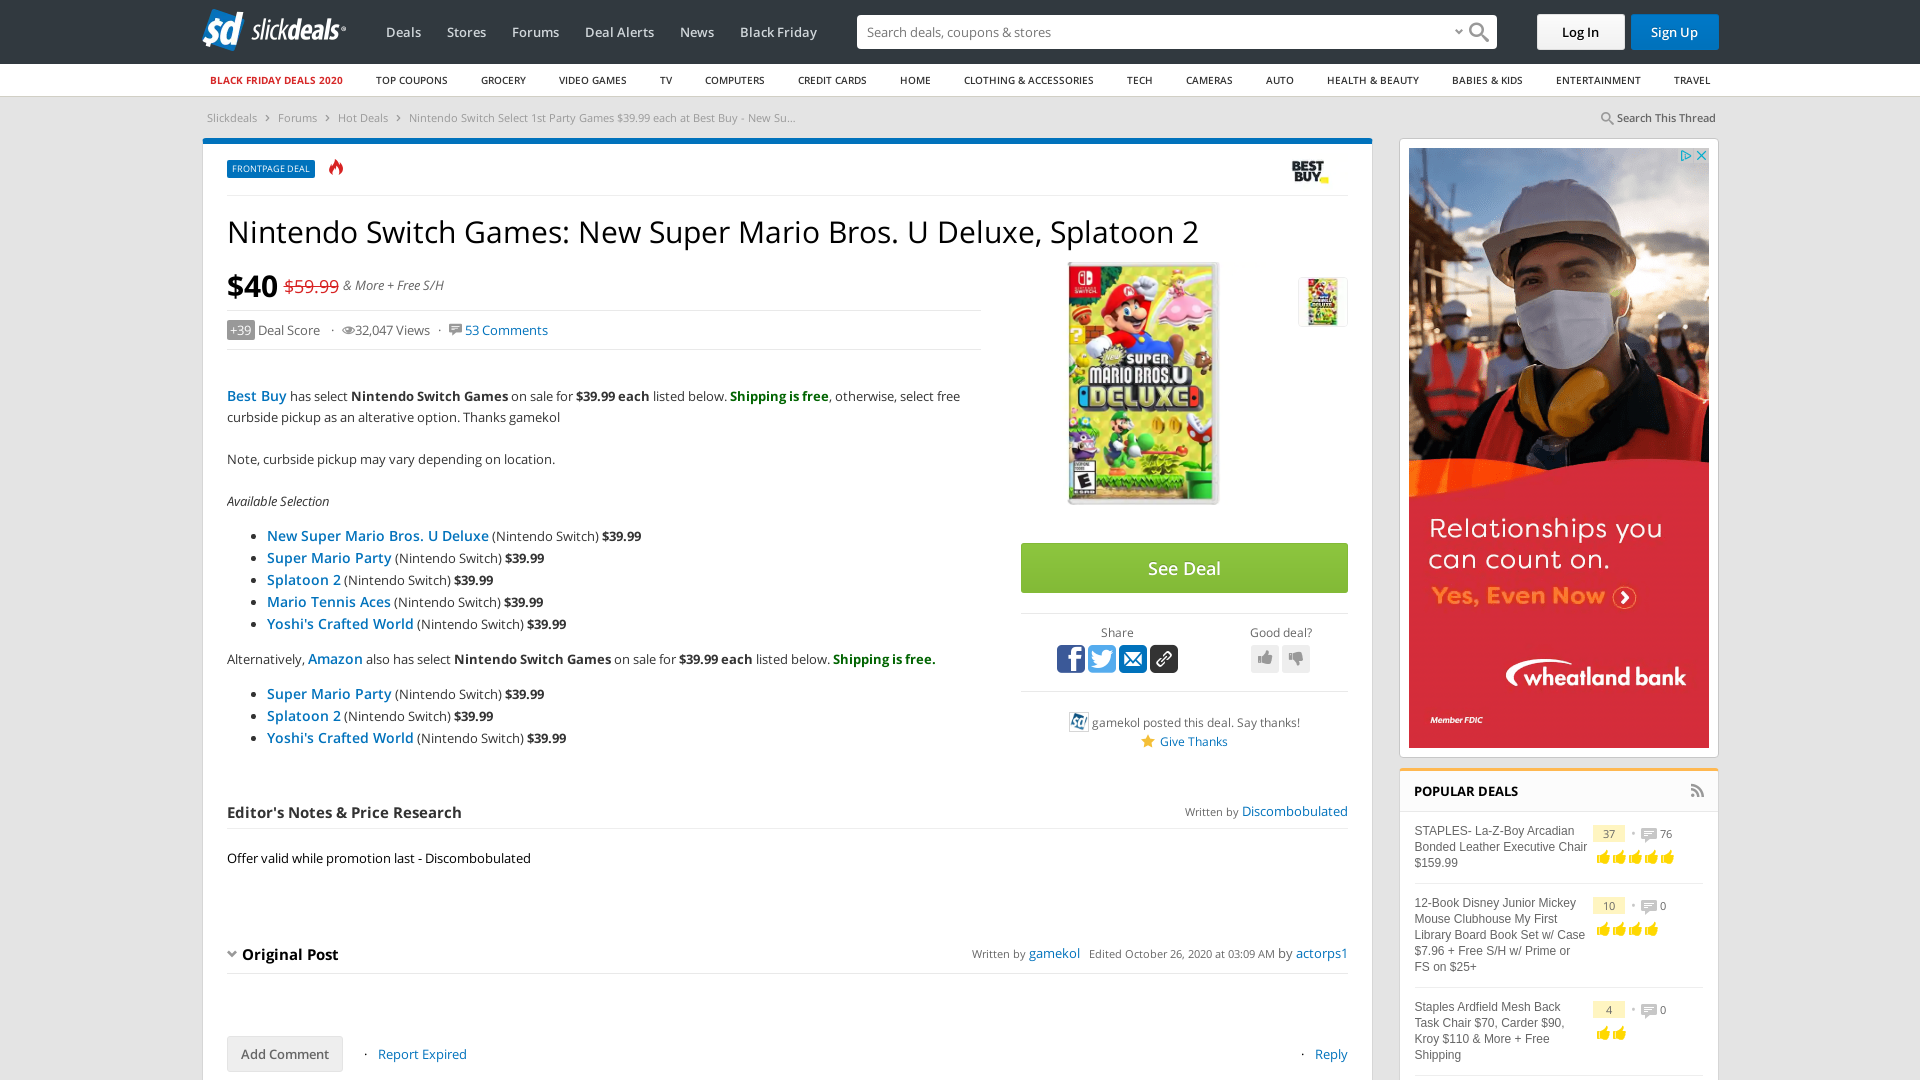 slickdeals
Deals
Stores
Forums
Deal Alerts
News
Black Friday
Search deals, coupons & stores
Log In
Sign Up
BLACK FRIDAY DEALS 2020
TOP COUPONS
GROCERY
VIDEO GAMES
TV
COMPUTERS
CREDIT CARDS
HOME
CLOTHING & ACCESSORIES
TECH
CAMERAS
AUTO
HEALTH & BEAUTY
BABIES & KIDS
ENTERTAINMENT
TRAVEL
Slickdeals › Forums › Hot Deals › Nintendo Switch Select 1st Party Games $39.99 each at Best Buy - New Su...
Search This Thread
FRONTPAGE DEAL
BEST
BUY
Nintendo Switch Games: New Super Mario Bros. U Deluxe, Splatoon 2
$40 $59.99 & More + Free S/H
+39 Deal Score · 32,047 Views · 53 Comments
Best Buy has select Nintendo Switch Games on sale for $39.99 each listed below. Shipping is free, otherwise, select free
curbside pickup as an alterative option. Thanks gamekol
Note, curbside pickup may vary depending on location.
Available Selection
New Super Mario Bros. U Deluxe (Nintendo Switch) $39.99
Super Mario Party (Nintendo Switch) $39.99
Splatoon 2 (Nintendo Switch) $39.99
Mario Tennis Aces (Nintendo Switch) $39.99
Yoshi's Crafted World (Nintendo Switch) $39.99
Alternatively, Amazon also has select Nintendo Switch Games on sale for $39.99 each listed below. Shipping is free.
Super Mario Party (Nintendo Switch) $39.99
Splatoon 2 (Nintendo Switch) $39.99
Yoshi's Crafted World (Nintendo Switch) $39.99
New
SUPER
MARIO BROS. U
DELUXE
E
See Deal
Share
Good deal?
gamekol posted this deal. Say thanks!
Give Thanks
Editor's Notes & Price Research
Written by Discombobulated
Offer valid while promotion last - Discombobulated
Original Post
Written by gamekol Edited October 26, 2020 at 03:09 AM by actorps1
Add Comment
· Report Expired
· Reply
Relationships you
can count on.
Yes, Even Now
wheatland bank
Member FDIC
POPULAR DEALS
STAPLES- La-Z-Boy Arcadian
Bonded Leather Executive Chair
$159.99
37 · 76
12-Book Disney Junior Mickey
Mouse Clubhouse My First
Library Board Book Set w/ Case
$7.96 + Free S/H w/ Prime or
FS on $25+
10 · 0
Staples Ardfield Mesh Back
Task Chair $70, Carder $90,
Kroy $110 & More + Free
Shipping
4 · 0